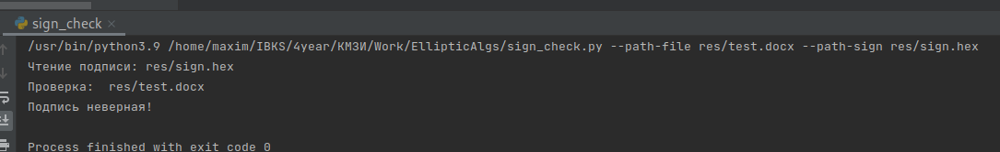 sign_check
/usr/bin/python3.9 /home/maxim/IBKS/4year/КМЗИ/Work/EllipticAlgs/sign_check.py --path-file res/test.docx --path-sign res/sign.hex
Чтение подписи: res/sign.hex
Проверка:  res/test.docx
Подпись неверная!
Process finished with exit code 0